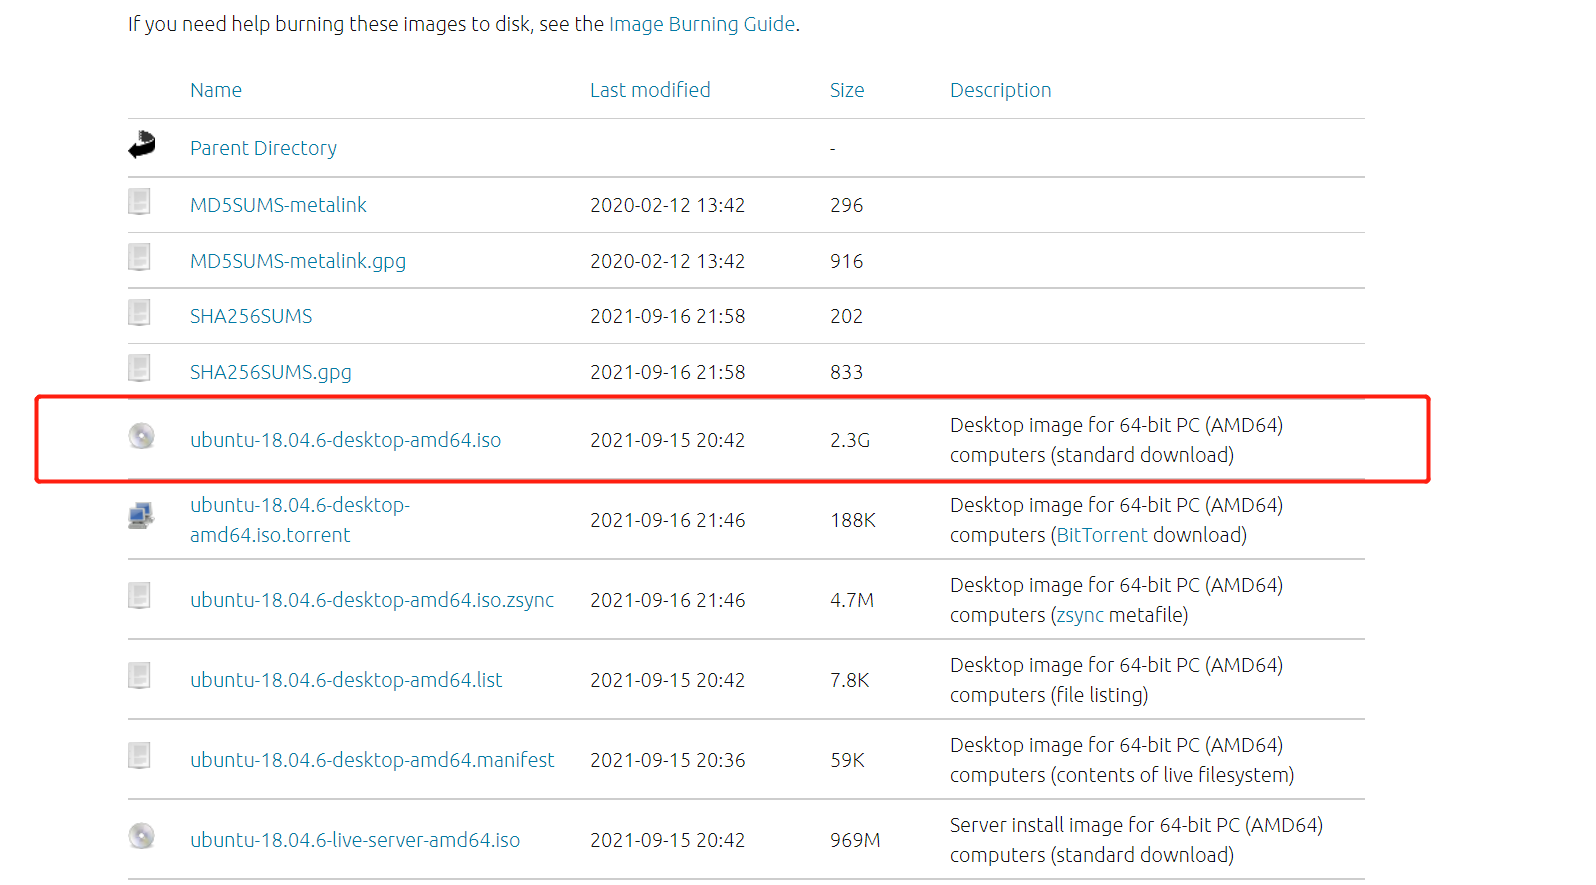 If you need help burning these images to disk, see the Image Burning Guide.
Name Last modified Size Description
Parent Directory -
MD5SUMS-metalink 2020-02-12 13:42 296
MD5SUMS-metalink.gpg 2020-02-12 13:42 916
SHA256SUMS 2021-09-16 21:58 202
SHA256SUMS.gpg 2021-09-16 21:58 833
ubuntu-18.04.6-desktop-amd64.iso 2021-09-15 20:42 2.3G Desktop image for 64-bit PC (AMD64)
computers (standard download)
ubuntu-18.04.6-desktop- Desktop image for 64-bit PC (AMD64)
2021-09-16 21:46 188K
amd64.iso.torrent computers (BitTorrent download)
ubuntu-18.04.6-desktop-amd64.iso.zsync 2021-09-16 21:46 4.7M Desktop image for 64-bit PC (AMD64)
computers (zsync metafile)
ubuntu-18.04.6-desktop-amd64.list 2021-09-15 20:42 7.8K Desktop image for 64-bit PC (AMD64)
computers (file listing)
ubuntu-18.04.6-desktop-amd64.manifest 2021-09-15 20:36 59K Desktop image for 64-bit PC (AMD64)
computers (contents of live filesystem)
ubuntu-18.04.6-live-server-amd64.iso 2021-09-15 20:42 969M Server install image for 64-bit PC (AMD64)
computers (standard download)